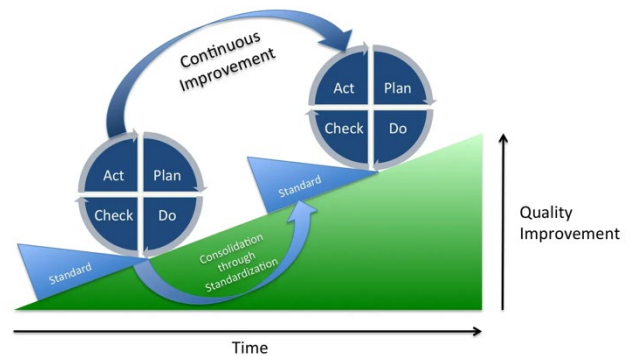 Continuous
Improvement
Act
Plan
Check
Do
Act
Plan
Check
Do
Standard
Standard
Consolidation
through
Standardization
Quality
Improvement
Time